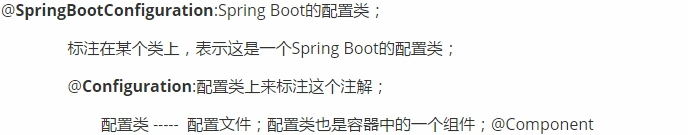 @SpringBootConfiguration:Spring Boot的配置类；
标注在某个类上，表示这是一个Spring Boot的配置类；
@Configuration:配置类上来标注这个注解；
配置类 ----- 配置文件；配置类也是容器中的一个组件；@Component